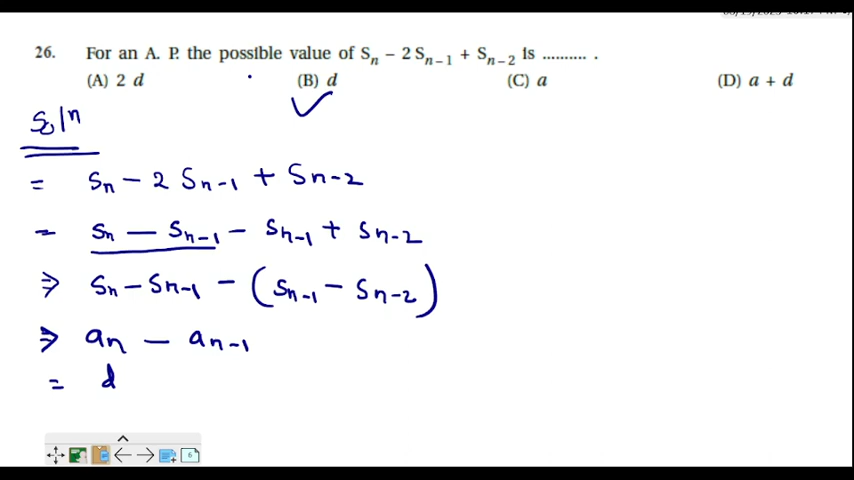 26. For an A. P. the possible value of Sₙ – 2 Sₙ₋₁ + Sₙ₋₂ is .......... .
(A) 2 d (B) d (C) a (D) a + d
Solⁿ
= Sₙ – 2 Sₙ₋₁ + Sₙ₋₂
= Sₙ – Sₙ₋₁ – Sₙ₋₁ + Sₙ₋₂
⇒ Sₙ – Sₙ₋₁ – (Sₙ₋₁ – Sₙ₋₂)
⇒ aₙ – aₙ₋₁
= d
6